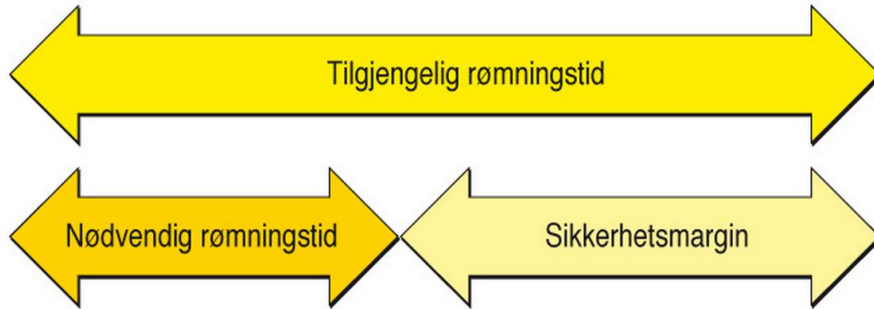 Tilgjengelig rømningstid
Nødvendig rømningstid
Sikkerhetsmargin